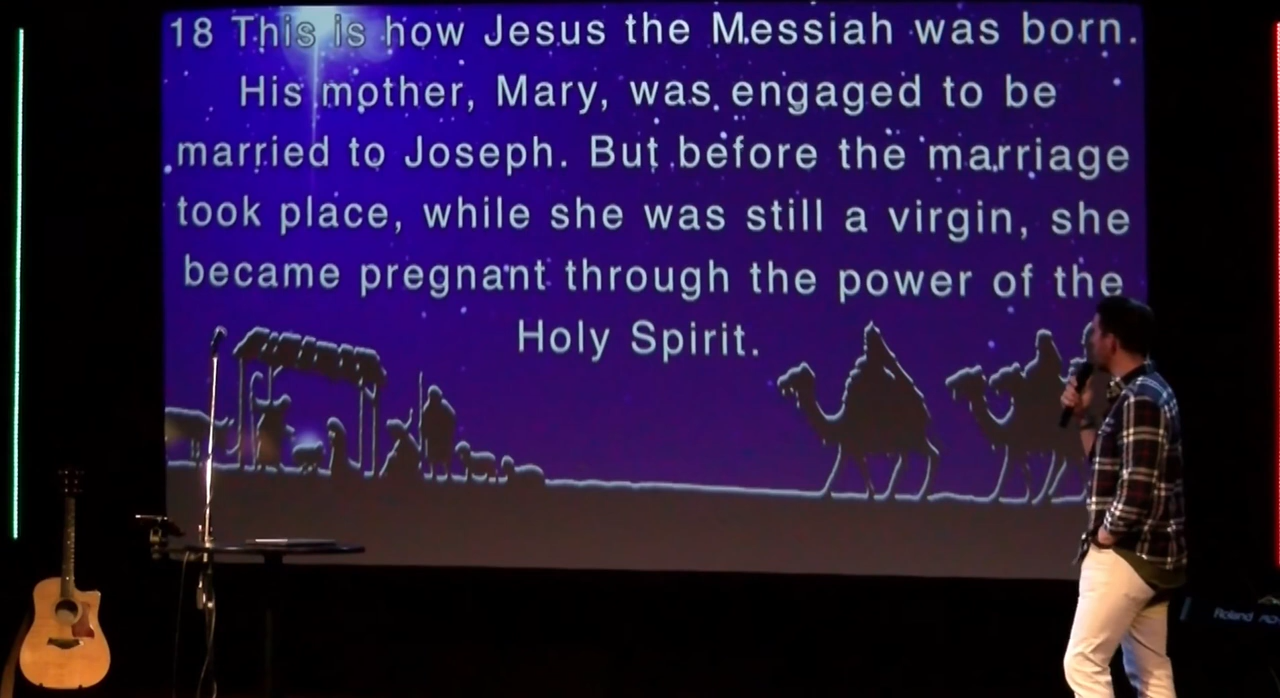 18 This is how Jesus the Messiah was born.
His mother, Mary, was engaged to be
married to Joseph. But before the marriage
took place, while she was still a virgin, she
became pregnant through the power of the
Holy Spirit.
Roland